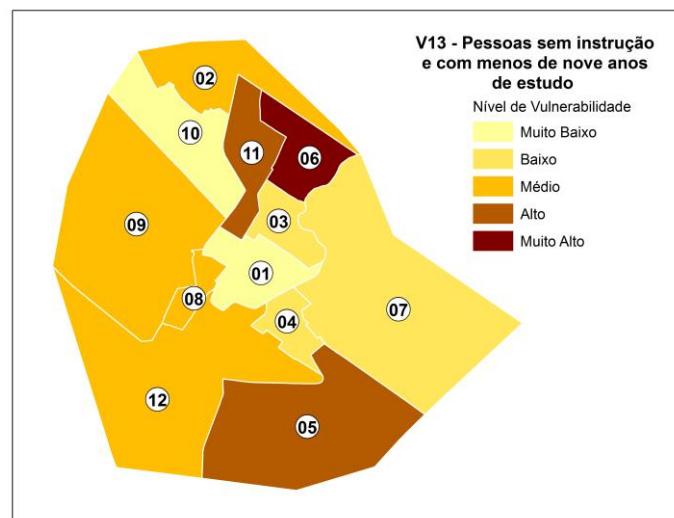 V13 - Pessoas sem instrução
e com menos de nove anos
de estudo
Nível de Vulnerabilidade
Muito Baixo
Baixo
Médio
Alto
Muito Alto
02
10
11
06
09
03
01
08
04
07
12
05